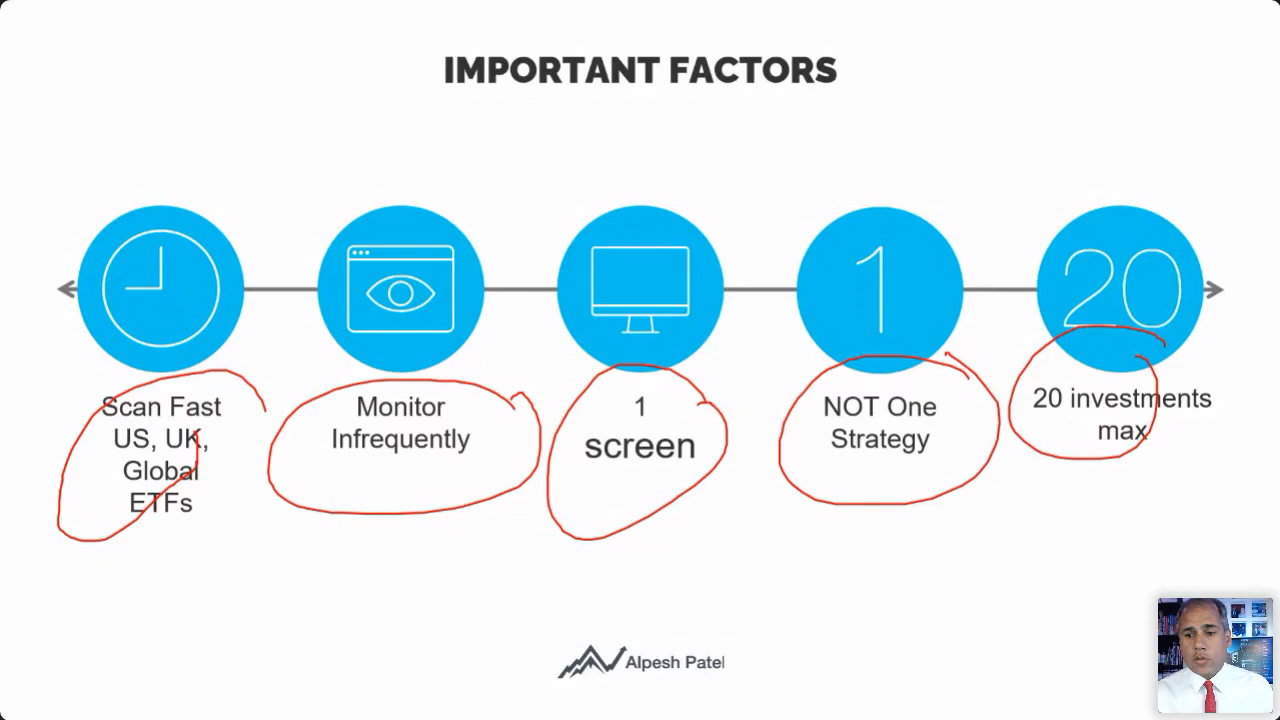 IMPORTANT FACTORS
1
20
Scan Fast
US, UK,
Global
ETFs
Monitor
Infrequently
1
screen
NOT One
Strategy
20 investments
max
Alpesh Patel